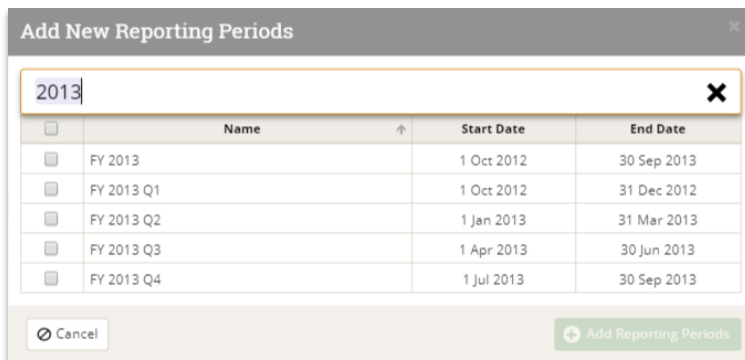 Add New Reporting Periods
2013
Name Start Date End Date
FY 2013 1 Oct 2012 30 Sep 2013
FY 2013 Q1 1 Oct 2012 31 Dec 2012
FY 2013 Q2 1 Jan 2013 31 Mar 2013
FY 2013 Q3 1 Apr 2013 30 Jun 2013
FY 2013 Q4 1 Jul 2013 30 Sep 2013
Cancel Add Reporting Periods